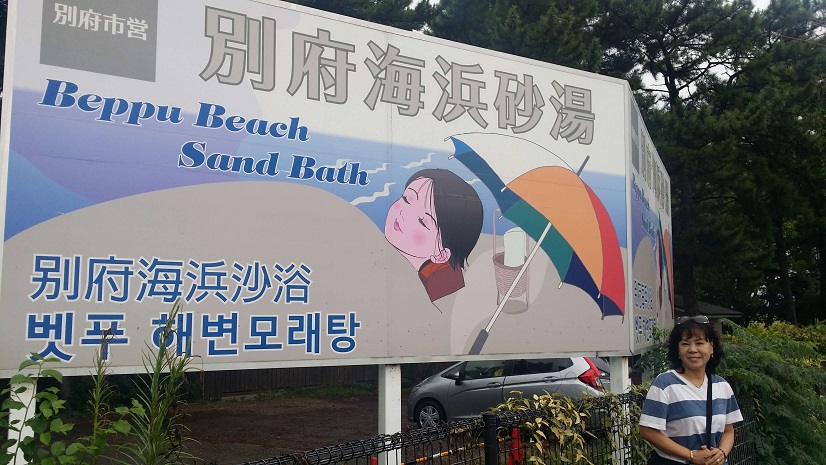 別府市営
別府海浜砂湯
Beppu Beach
Sand Bath
別府海浜沙浴
벳푸 해변모래탕